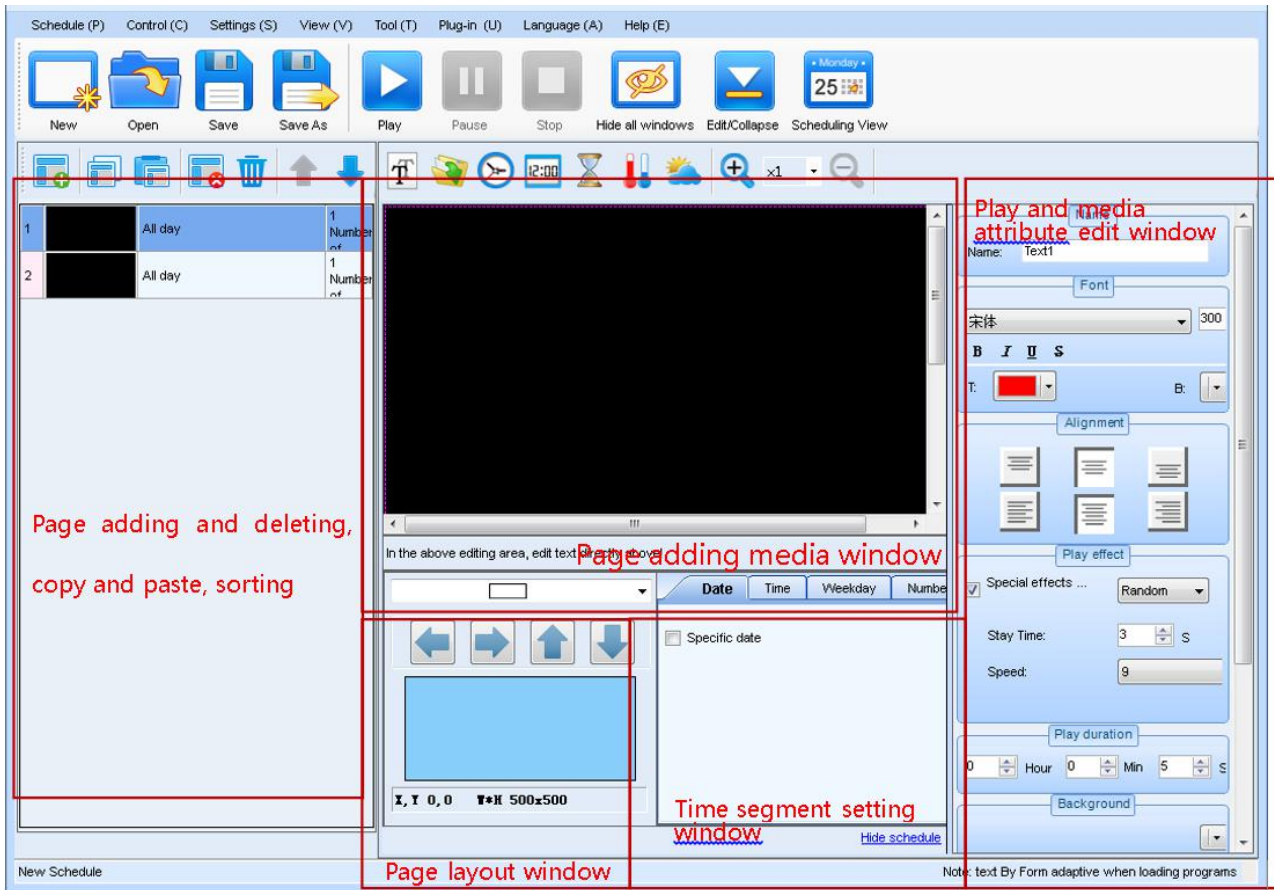 Schedule (P) Control (C) Settings (S) View (V) Tool (T) Plug-in (U) Language (A) Help (E)
• Monday •
25
New Open Save Save As Play Pause Stop Hide all windows Edit/Collapse Scheduling View
T 12:00 x1
1 All day 1 Number of
2 All day 1 Number of
Play and media attribute edit window
Name
Name: Text1
Font
宋体 300
B I U S
T: B:
Alignment
Page adding and deleting,
copy and paste, sorting
In the above editing area, edit text directly above
Page adding media window
Date Time Weekday Numbe
Specific date
Play effect
Special effects ... Random
Stay Time: 3 S
Speed: 9
Play duration
0 Hour 0 Min 5 S
Background
X,Y 0,0 W*H 500x500
Time segment setting
window
Hide schedule
Page layout window
New Schedule
Note: text By Form adaptive when loading programs